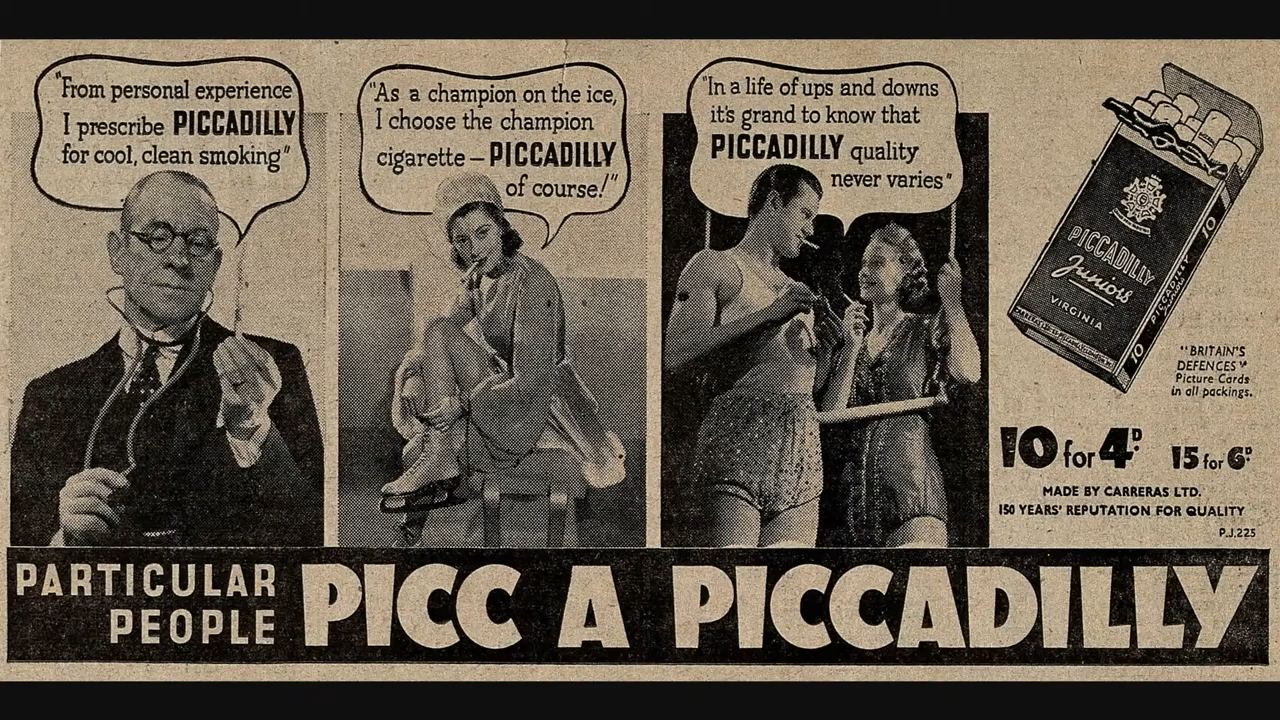 "From personal experience
I prescribe PICCADILLY
for cool, clean smoking"
"As a champion on the ice,
I choose the champion
cigarette – PICCADILLY
of course!"
"In a life of ups and downs
it's grand to know that
PICCADILLY quality
never varies"
PICCADILLY
Juniors
VIRGINIA
10
PICCADILLY
10
"BRITAIN'S
DEFENCES"
Picture Cards
in all packings.
10 for 4D. 15 for 6D.
MADE BY CARRERAS LTD.
150 YEARS' REPUTATION FOR QUALITY
P.J.225
PARTICULAR
PEOPLE
PICC A PICCADILLY